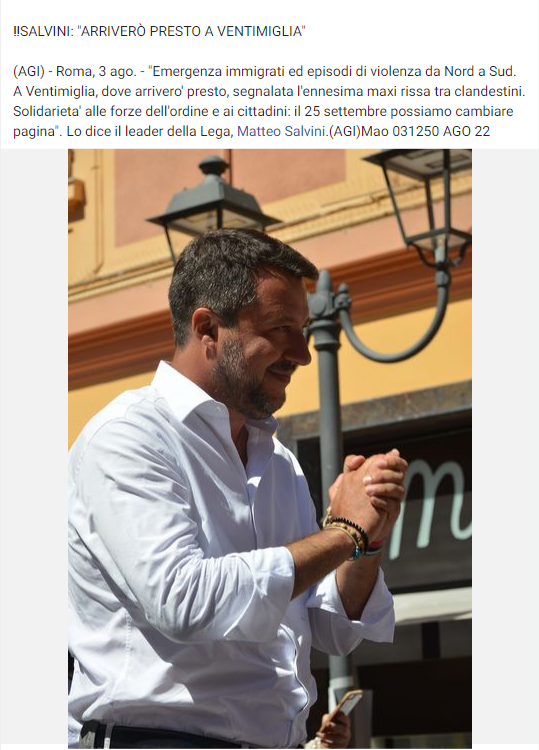 ‼SALVINI: "ARRIVERÒ PRESTO A VENTIMIGLIA"
(AGI) - Roma, 3 ago. - "Emergenza immigrati ed episodi di violenza da Nord a Sud.
A Ventimiglia, dove arrivero' presto, segnalata l'ennesima maxi rissa tra clandestini.
Solidarieta' alle forze dell'ordine e ai cittadini: il 25 settembre possiamo cambiare
pagina". Lo dice il leader della Lega, Matteo Salvini.(AGI)Mao 031250 AGO 22
m